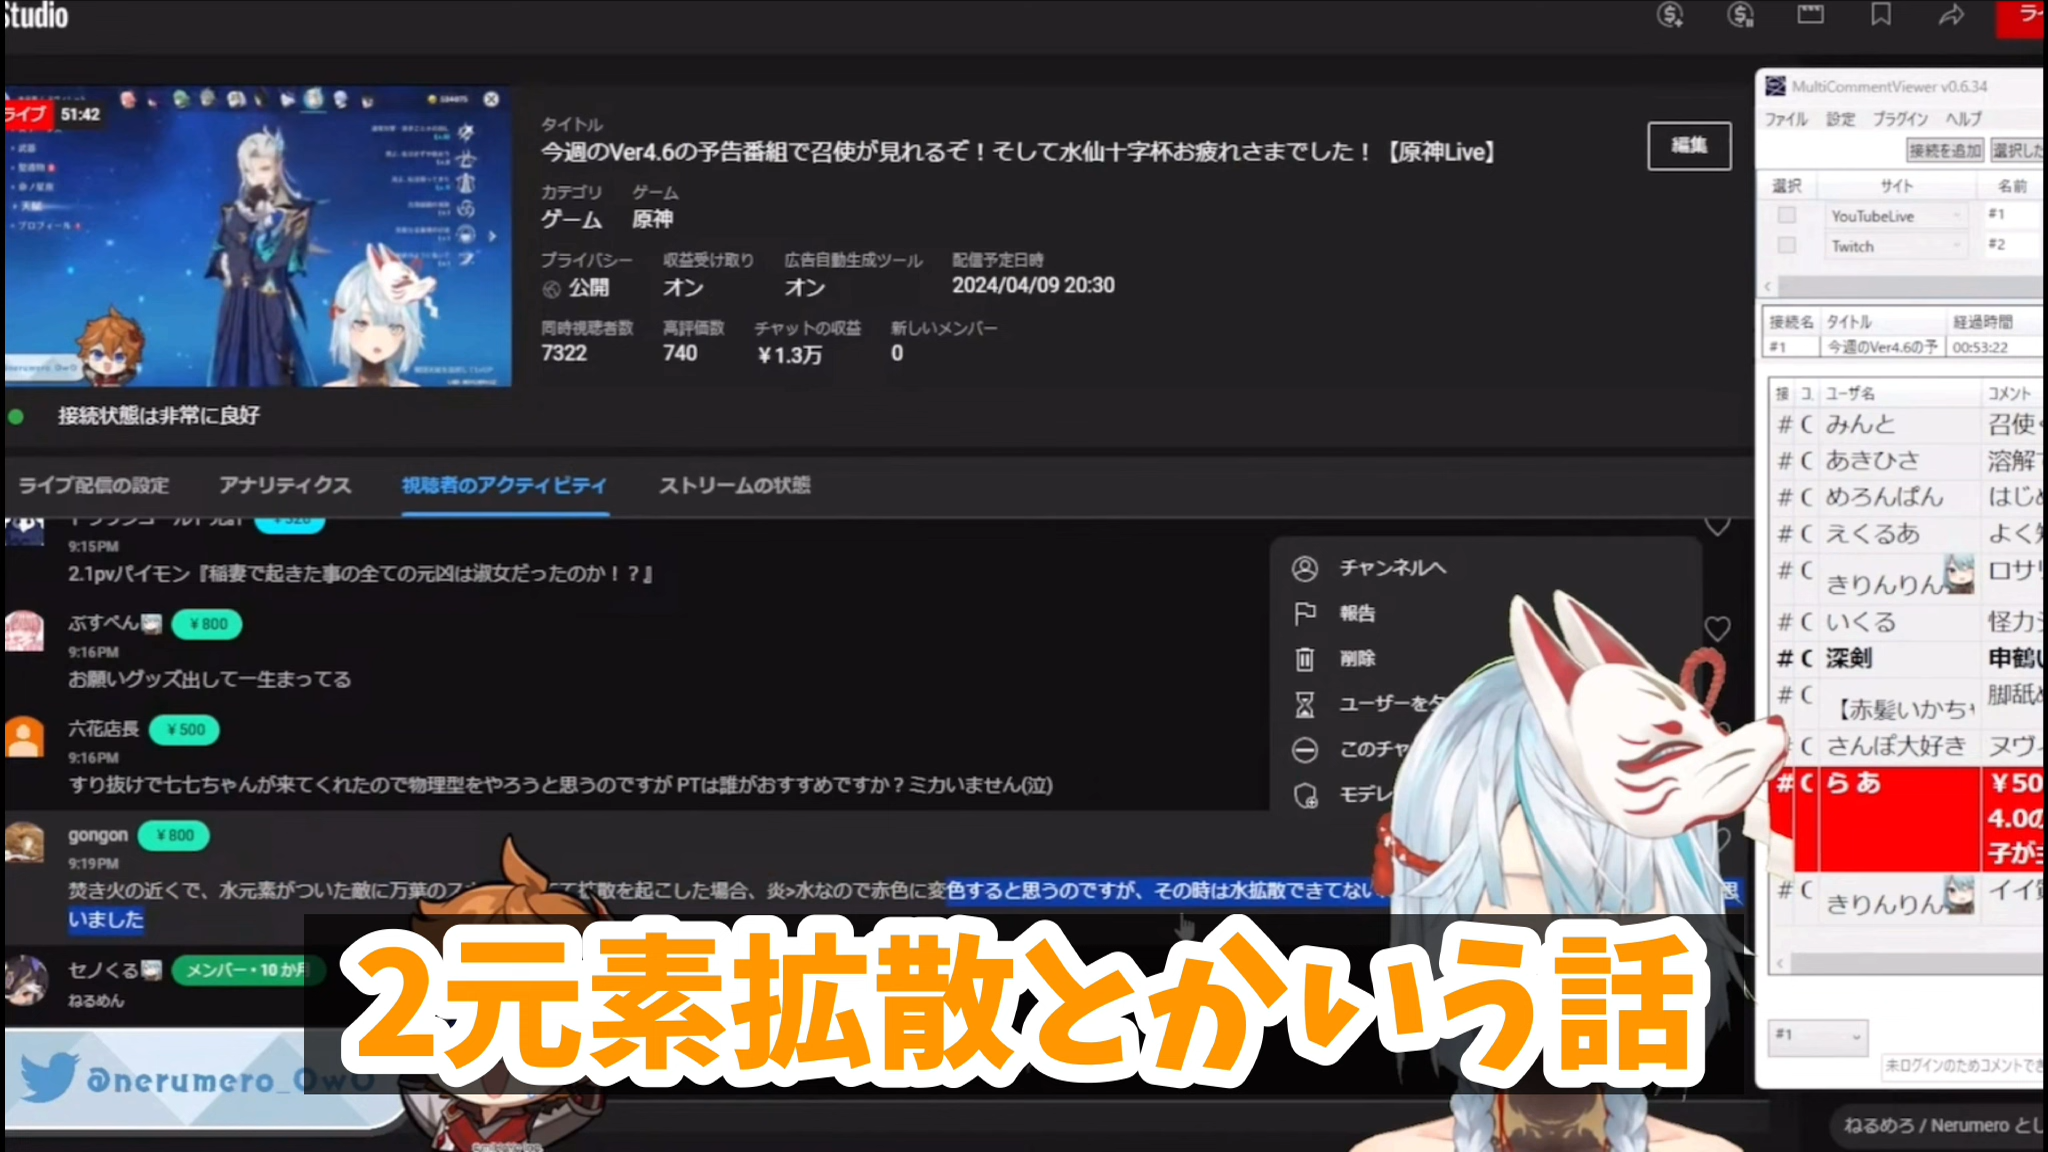 Studio
ライブ 51:42
武器
聖遺物
命ノ星座
天賦
プロフィール
タイトル
今週のVer4.6の予告番組で召使が見れるぞ！そして水仙十字杯お疲れさまでした！【原神Live】
編集
カテゴリ ゲーム
ゲーム 原神
プライバシー 収益受け取り 広告自動生成ツール 配信予定日時
公開 オン オン 2024/04/09 20:30
同時視聴者数 高評価数 チャットの収益 新しいメンバー
7322 740 ￥1.3万 0
接続状態は非常に良好
ライブ配信の設定 アナリティクス 視聴者のアクティビティ ストリームの状態
9:15PM
2.1pvパイモン『稲妻で起きた事の全ての元凶は淑女だったのか！？』
ぶすぺん ￥800
9:16PM
お願いグッズ出して一生まってる
六花店長 ￥500
9:16PM
すり抜けで七七ちゃんが来てくれたので物理型をやろうと思うのですが PTは誰がおすすめですか？ミカいません(泣)
gongon ￥800
9:19PM
焚き火の近くで、水元素がついた敵に万葉の
拡散を起こした場合、炎>水なので赤色に変色すると思うのですが、その時は水拡散できてない
いました
セノくる メンバー・10 か月
ねるめん
チャンネルへ
報告
削除
ユーザーを
このチャ
モデレ
2元素拡散とかいう話
@nerumero_OwO
MultiCommentViewer v0.6.34
ファイル 設定 プラグイン ヘルプ
接続を追加 選択した
選択 サイト 名前
YouTubeLive #1
Twitch #2
接続名 タイトル 経過時間
#1 今週のVer4.6の予 00:53:22
接 コ. ユーザ名 コメント
# C みんと 召使
# C あきひさ 溶解
# C めろんぱん はじ
# C えくるあ よく
# C きりんりん ロサ
# C いくる 怪力
# C 深剣 申鶴
# 【赤髪いかち 脚舐
C さんぽ大好き ヌヴ
# C らあ ￥50
4.0の
子が
# C きりんりん イイ
#1
未ログインのためコメントでき
ねるめろ / Nerumero とし